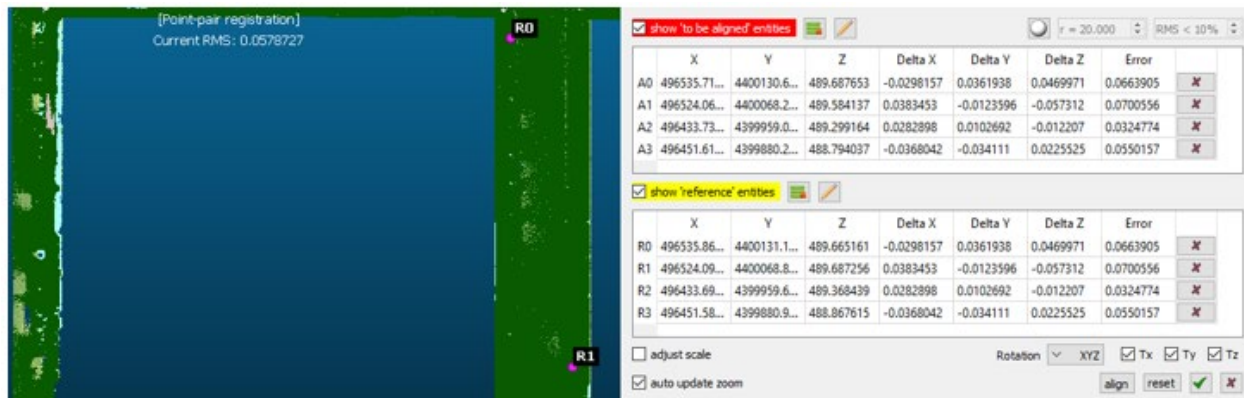 [Point-pair registration]
Current RMS: 0.0578727
R0
R1
show 'to be aligned' entities
r = 20.000
RMS < 10%
X Y Z Delta X Delta Y Delta Z Error
A0 496535.71... 4400130.6... 489.687653 -0.0298157 0.0361938 0.0469971 0.0663905
A1 496524.06... 4400068.2... 489.584137 0.0383453 -0.0123596 -0.057312 0.0700556
A2 496433.73... 4399959.0... 489.299164 0.0282898 0.0102692 -0.012207 0.0324774
A3 496451.61... 4399880.2... 488.794037 -0.0368042 -0.034111 0.0225525 0.0550157
show 'reference' entities
X Y Z Delta X Delta Y Delta Z Error
R0 496535.86... 4400131.1... 489.665161 -0.0298157 0.0361938 0.0469971 0.0663905
R1 496524.09... 4400068.8... 489.687256 0.0383453 -0.0123596 -0.057312 0.0700556
R2 496433.69... 4399959.6... 489.368439 0.0282898 0.0102692 -0.012207 0.0324774
R3 496451.58... 4399880.9... 488.867615 -0.0368042 -0.034111 0.0225525 0.0550157
adjust scale
Rotation XYZ Tx Ty Tz
auto update zoom
align reset